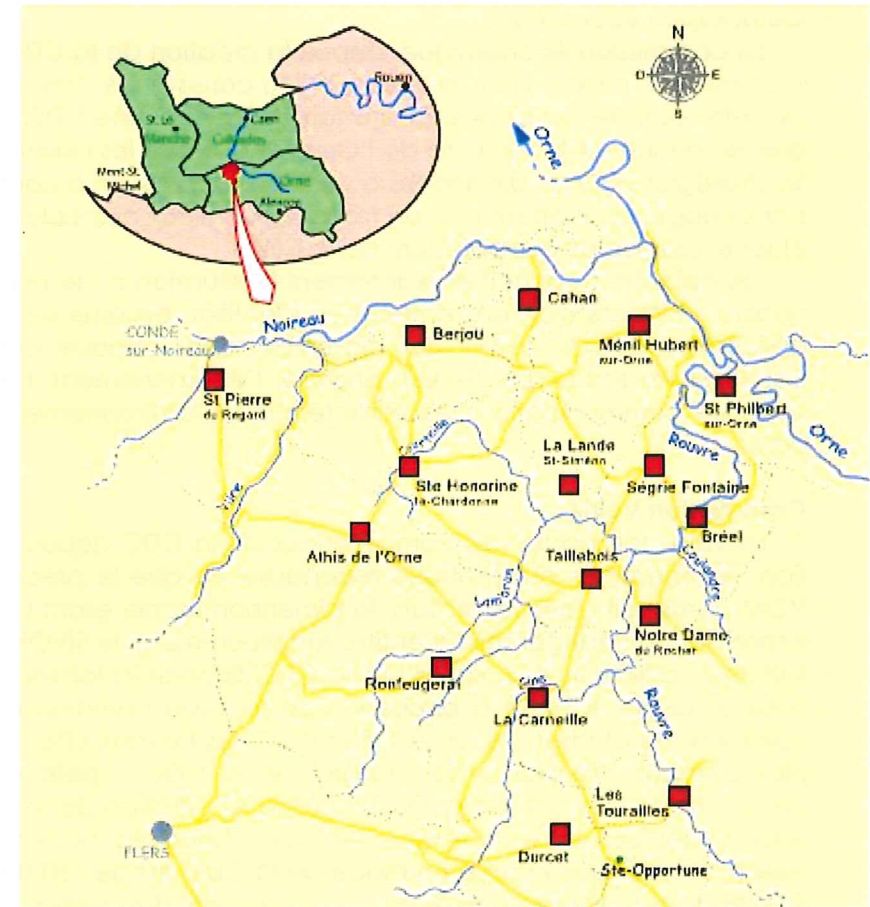 N
O
E
S
Rouen
St. Lô
Manche
Caen
Calvados
Mont-St.
Michel
Orne
Alençon
Orne
Cahan
Noireau
CONDE
sur-Noireau
Berjou
Ménil Hubert
sur-Orne
St Pierre
du Regard
St Philbert
sur-Orne
Orne
Rouvre
La Lande
St-Siméon
Ségrie Fontaine
Ste Honorine
la-Chardonne
Vère
Bréel
Athis de l'Orne
Taillebois
Lambron
Notre Dame
du Rocher
Ronfeugerai
La Carneille
Rouvre
Les
Tourailles
FLERS
Durcet
Ste-Opportune